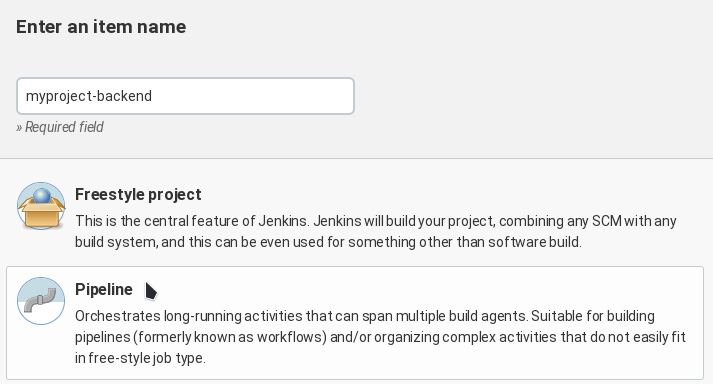 Enter an item name
myproject-backend
» Required field
Freestyle project
This is the central feature of Jenkins. Jenkins will build your project, combining any SCM with any
build system, and this can be even used for something other than software build.
Pipeline
Orchestrates long-running activities that can span multiple build agents. Suitable for building
pipelines (formerly known as workflows) and/or organizing complex activities that do not easily fit
in free-style job type.